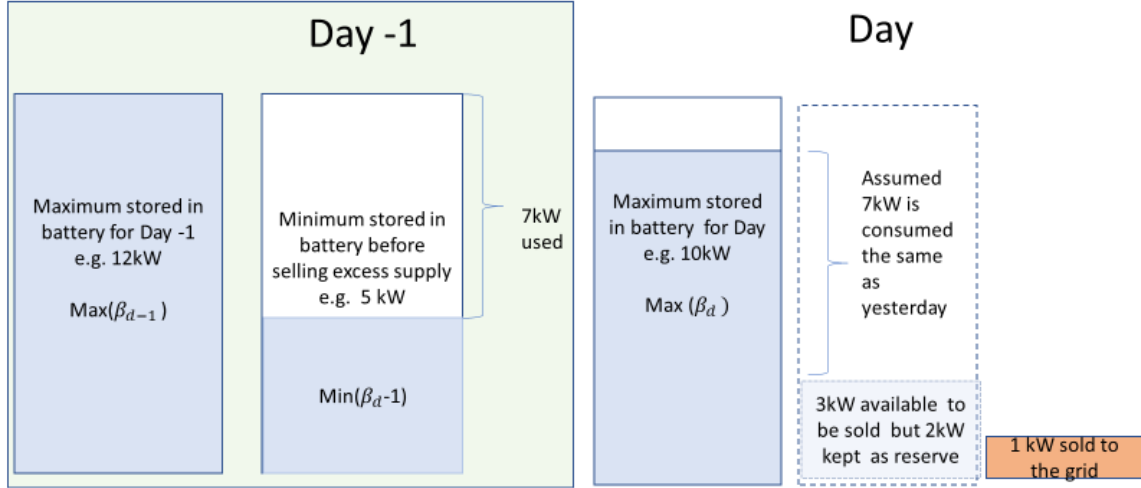 Day -1
Maximum stored in
battery for Day -1
e.g. 12kW
Max(β_{d−1})
Minimum stored in
battery before
selling excess supply
e.g. 5 kW
Min(β_d-1)
7kW
used
Day
Maximum stored
in battery for Day
e.g. 10kW
Max (β_d)
Assumed
7kW is
consumed
the same
as
yesterday
3kW available to
be sold but 2kW
kept as reserve
1 kW sold to
the grid